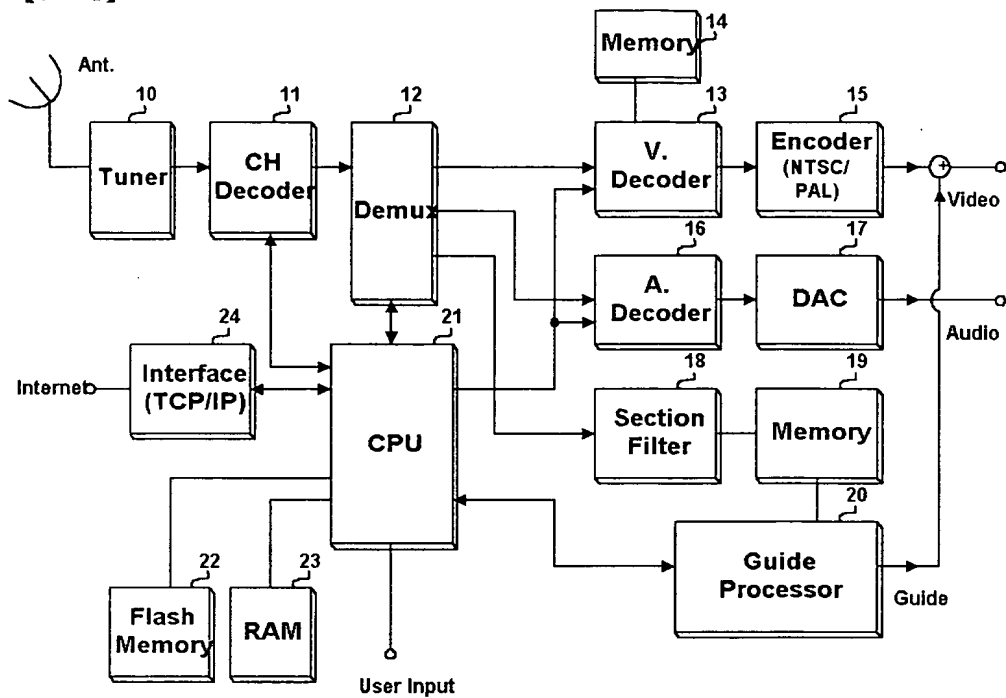 14
Memory
Ant.
10
11
12
13
15
Tuner
CH
Decoder
Demux
V.
Decoder
Encoder
(NTSC/
PAL)
+
Video
16
17
A.
Decoder
DAC
Audio
24
21
18
19
Internet
Interface
(TCP/IP)
CPU
Section
Filter
Memory
20
Guide
Processor
Guide
22
23
Flash
Memory
RAM
User Input